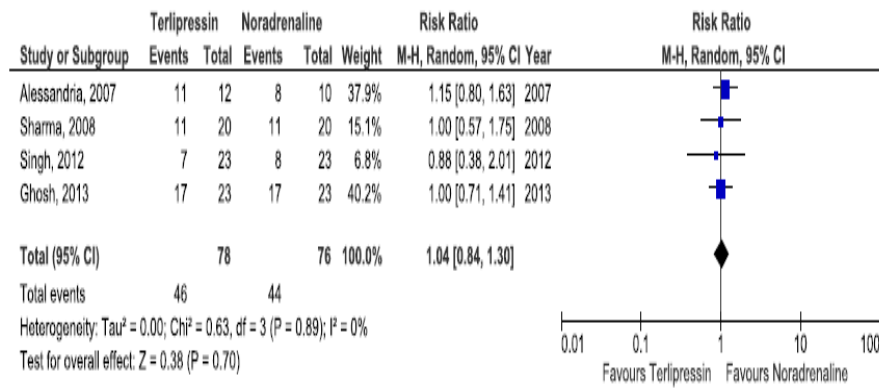 Terlipressin Noradrenaline Risk Ratio Risk Ratio
Study or Subgroup Events Total Events Total Weight M-H, Random, 95% CI Year M-H, Random, 95% CI
Alessandria, 2007 11 12 8 10 37.9% 1.15 [0.80, 1.63] 2007
Sharma, 2008 11 20 11 20 15.1% 1.00 [0.57, 1.75] 2008
Singh, 2012 7 23 8 23 6.8% 0.88 [0.38, 2.01] 2012
Ghosh, 2013 17 23 17 23 40.2% 1.00 [0.71, 1.41] 2013
Total (95% CI) 78 76 100.0% 1.04 [0.84, 1.30]
Total events 46 44
Heterogeneity: Tau² = 0.00; Chi² = 0.63, df = 3 (P = 0.89); I² = 0%
Test for overall effect: Z = 0.38 (P = 0.70)
0.01 0.1 1 10 100
Favours Terlipressin Favours Noradrenaline